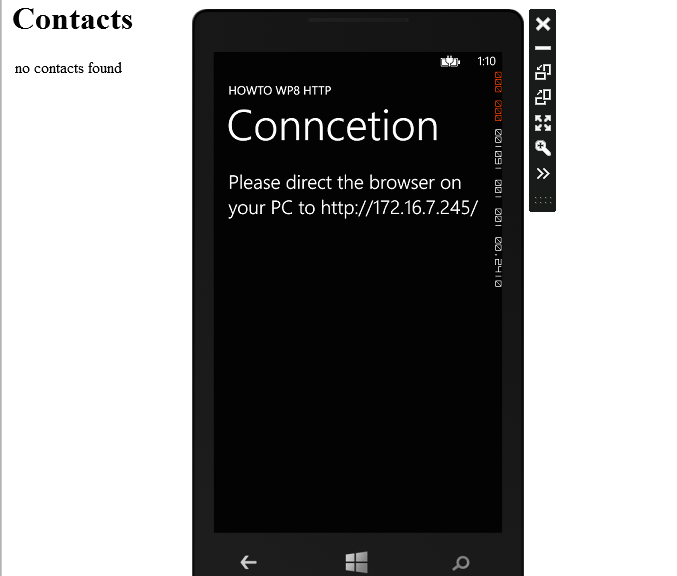 Contacts
no contacts found
1:10
HOWTO WP8 HTTP
Conncetion
Please direct the browser on
your PC to http://172.16.7.245/